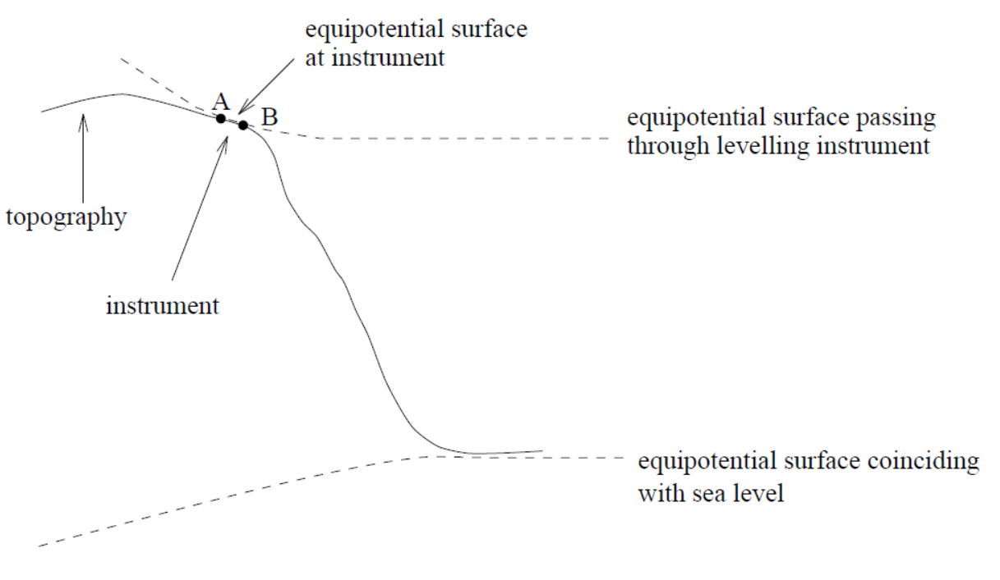 equipotential surface
at instrument
A
B
equipotential surface passing
through levelling instrument
topography
instrument
equipotential surface coinciding
with sea level